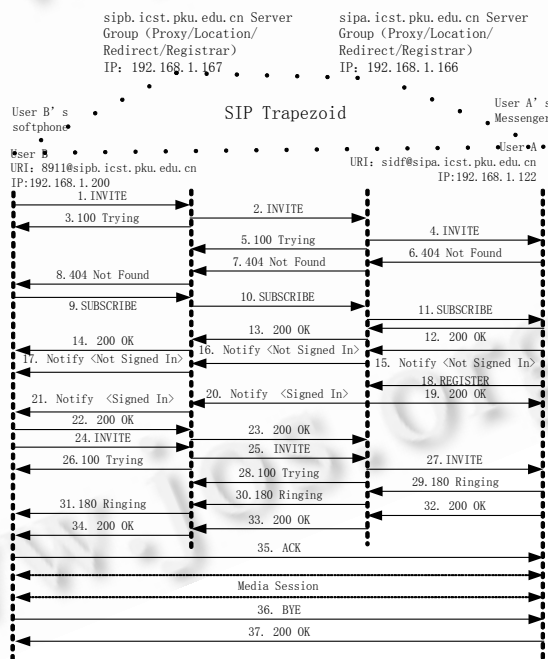 sipb.icst.pku.edu.cn Server
Group (Proxy/Location/
Redirect/Registrar)
IP: 192.168.1.167
sipa.icst.pku.edu.cn Server
Group (Proxy/Location/
Redirect/Registrar)
IP: 192.168.1.166
User B's
softphone
SIP Trapezoid
User A's
Messenger
User B
URI: 8911@sipb.icst.pku.edu.cn
IP:192.168.1.200
User A
URI: sidf@sipa.icst.pku.edu.cn
IP:192.168.1.122
1.INVITE
2.INVITE
3.100 Trying
4.INVITE
5.100 Trying
6.404 Not Found
7.404 Not Found
8.404 Not Found
9.SUBSCRIBE
10.SUBSCRIBE
11.SUBSCRIBE
12. 200 OK
13. 200 OK
14. 200 OK
15. Notify <Not Signed In>
16. Notify <Not Signed In>
17. Notify <Not Signed In>
18.REGISTER
19. 200 OK
20. Notify <Signed In>
21. Notify <Signed In>
22. 200 OK
23. 200 OK
24.INVITE
25. INVITE
26.100 Trying
27.INVITE
28.100 Trying
29.180 Ringing
30.180 Ringing
31.180 Ringing
32. 200 OK
33. 200 OK
34. 200 OK
35. ACK
Media Session
36. BYE
37. 200 OK